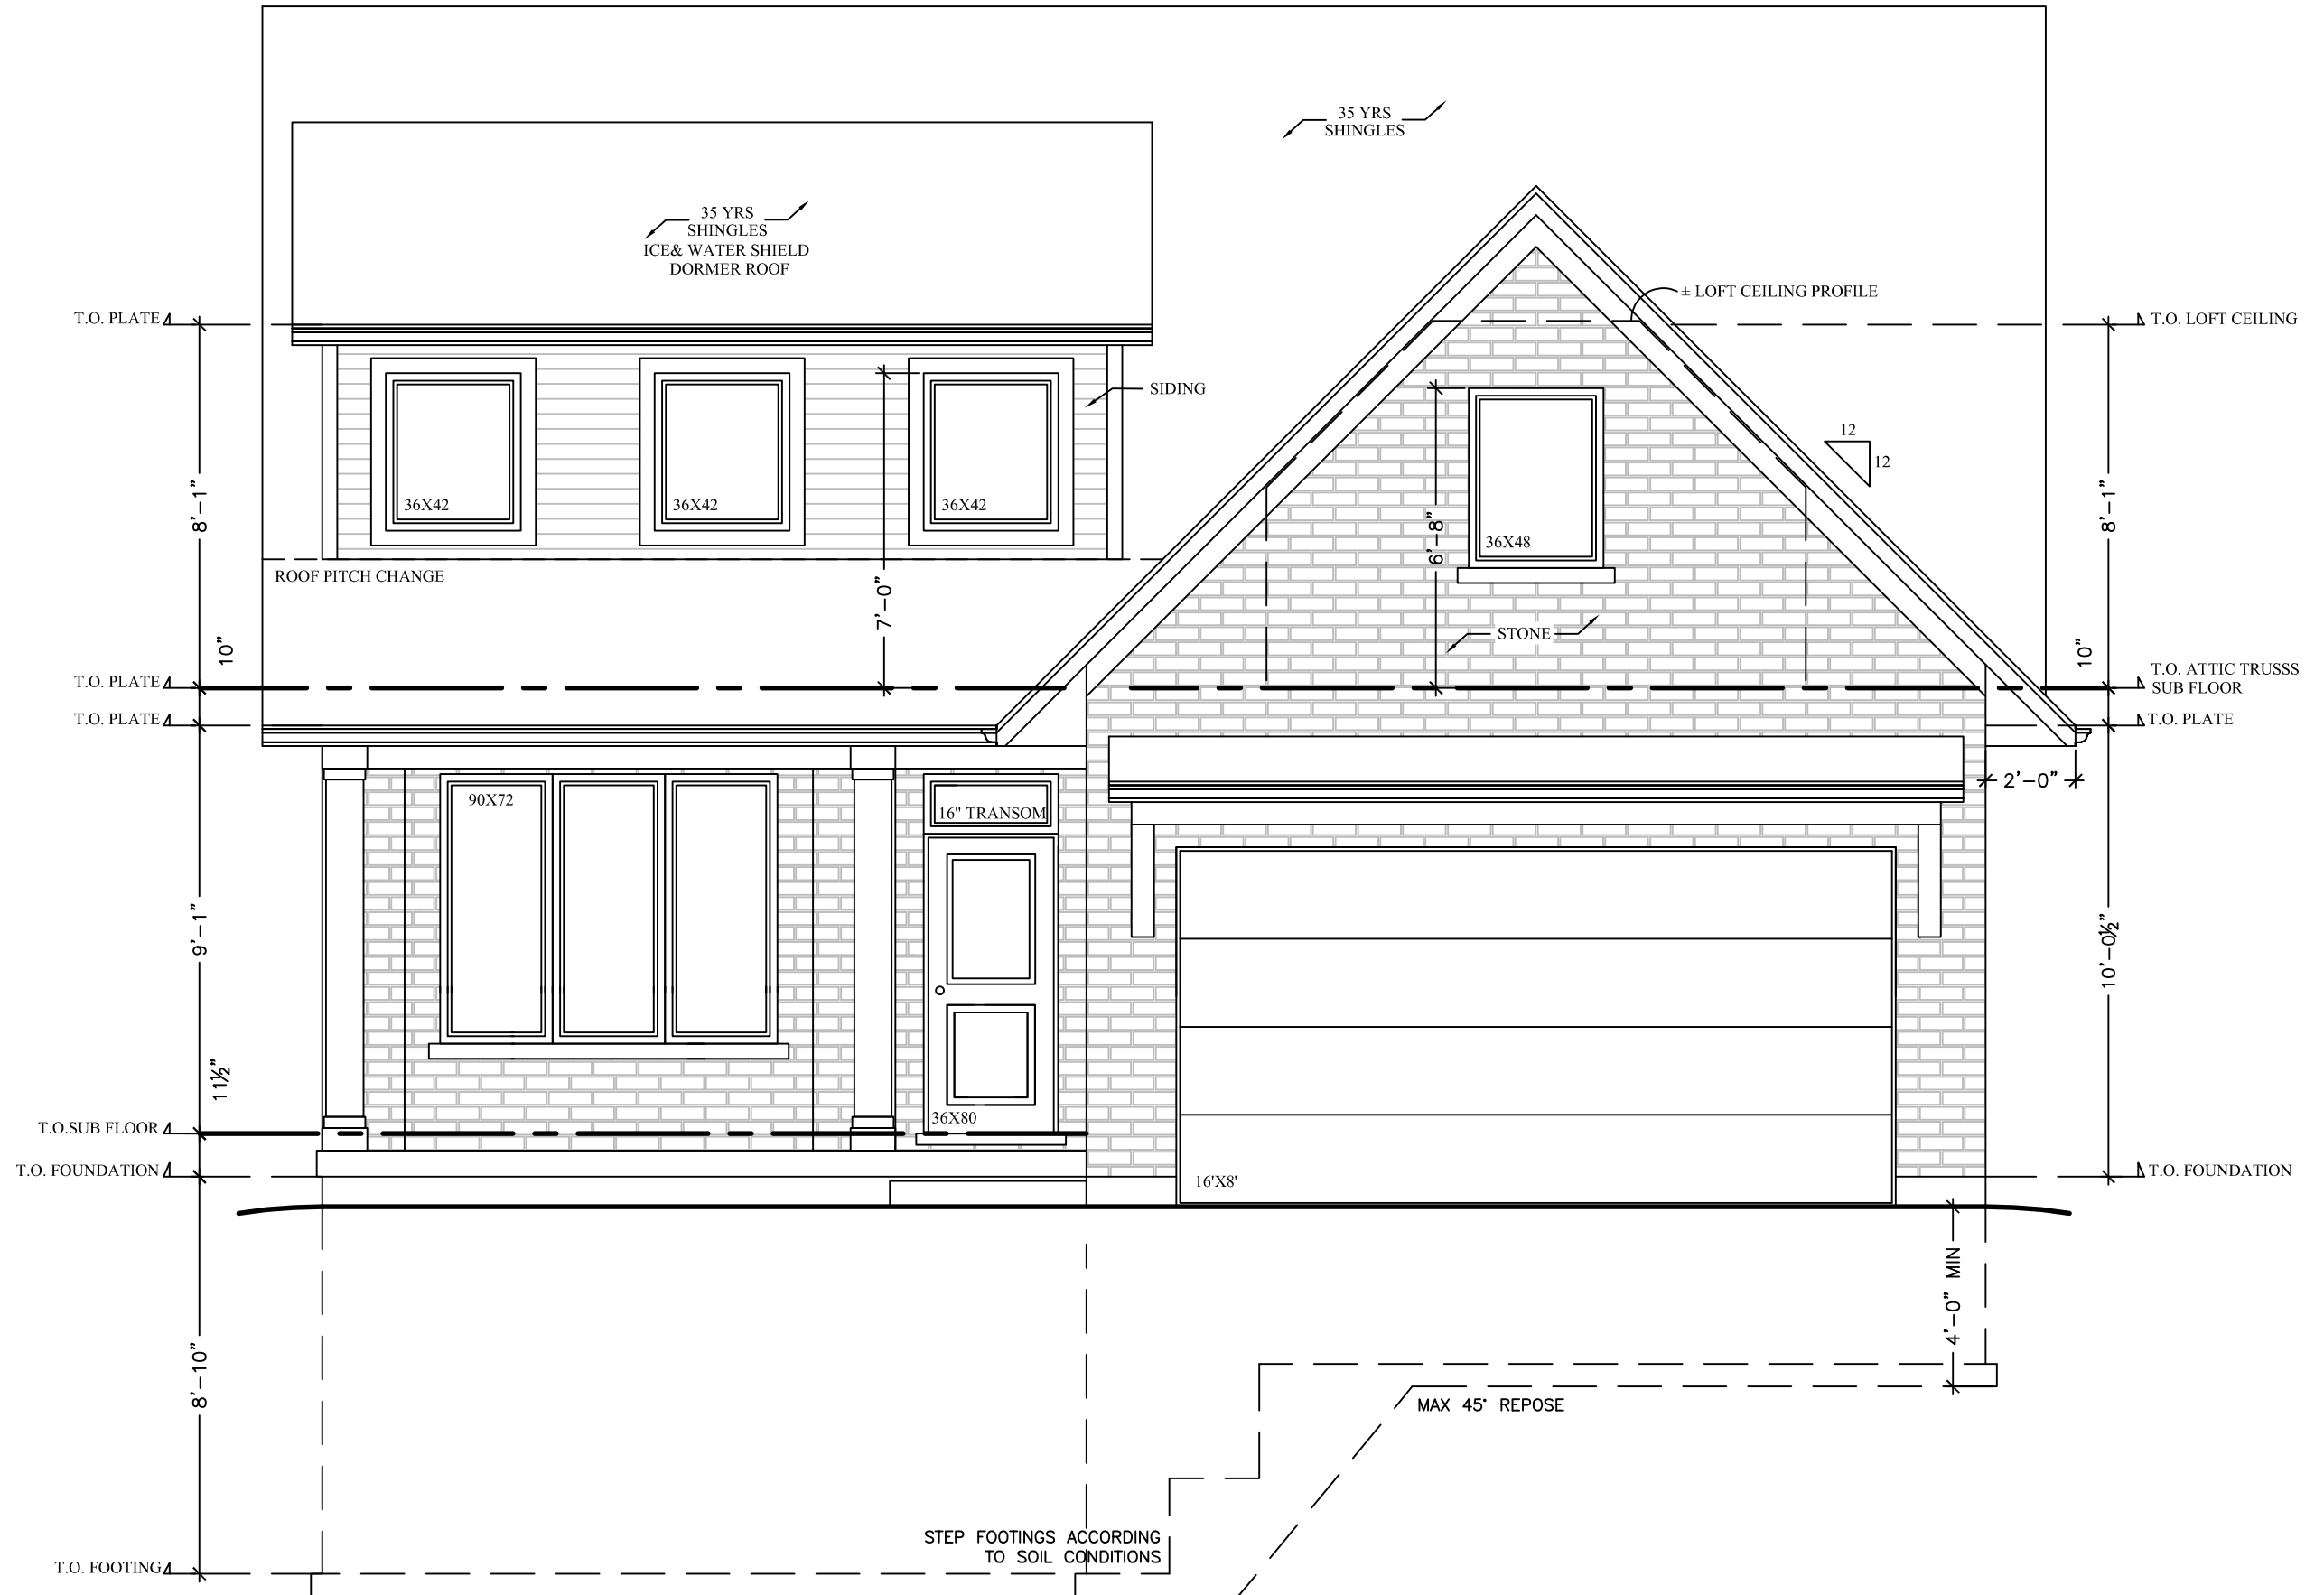 35 YRS
SHINGLES
35 YRS
SHINGLES
ICE& WATER SHIELD
DORMER ROOF
± LOFT CEILING PROFILE
T.O. PLATE
T.O. LOFT CEILING
SIDING
12
12
36X42
36X42
36X42
8'-1"
8'-1"
6'-8"
36X48
ROOF PITCH CHANGE
7'-0"
STONE
10"
10"
T.O. PLATE
T.O. ATTIC TRUSSS
SUB FLOOR
T.O. PLATE
T.O. PLATE
2'-0"
90X72
16" TRANSOM
9'-1"
10'-0½"
11½"
36X80
T.O.SUB FLOOR
T.O. FOUNDATION
T.O. FOUNDATION
16'X8'
4'-0" MIN
8'-10"
MAX 45° REPOSE
STEP FOOTINGS ACCORDING
TO SOIL CONDITIONS
T.O. FOOTING